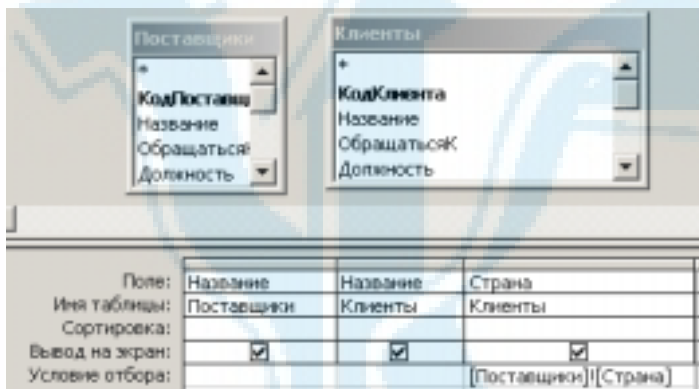 Поставщики
*
КодПоставщ
Название
Обращаться
Должность
Клиенты
*
КодКлиента
Название
ОбращатьсяК
Должность
Поле: Название Название Страна
Имя таблицы: Поставщики Клиенты Клиенты
Сортировка:
Вывод на экран:
Условие отбора: [Поставщики]![Страна]